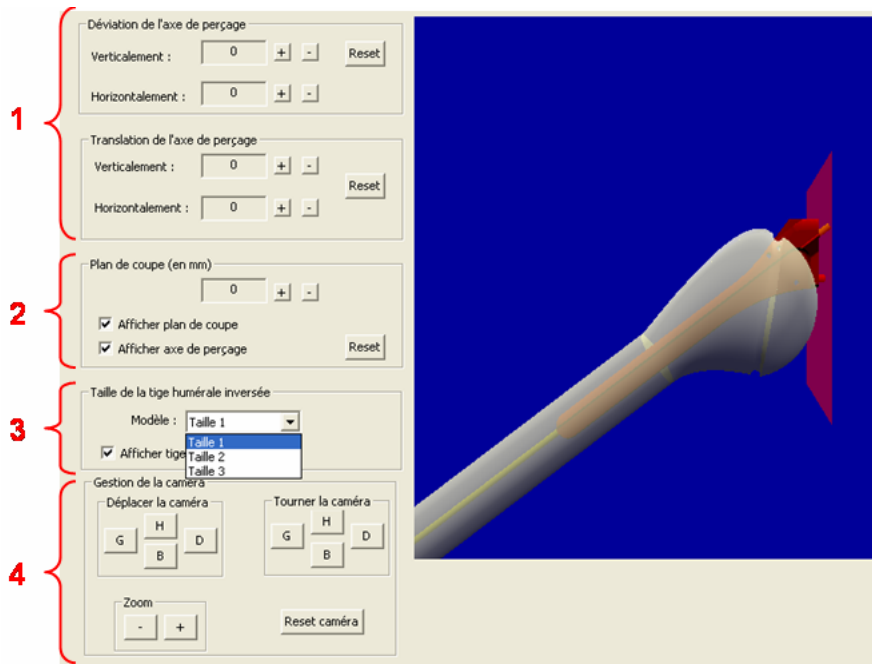 1
Déviation de l'axe de perçage
Verticalement : 0 + - Reset
Horizontalement : 0 + -
Translation de l'axe de perçage
Verticalement : 0 + -
Reset
Horizontalement : 0 + -
2
Plan de coupe (en mm)
0 + -
Afficher plan de coupe
Afficher axe de perçage Reset
3
Taille de la tige humérale inversée
Modèle : Taille 1
Taille 1
Afficher tige Taille 2
Taille 3
4
Gestion de la caméra
Déplacer la caméra
H
G D
B
Tourner la caméra
H
G D
B
Zoom
- +
Reset caméra